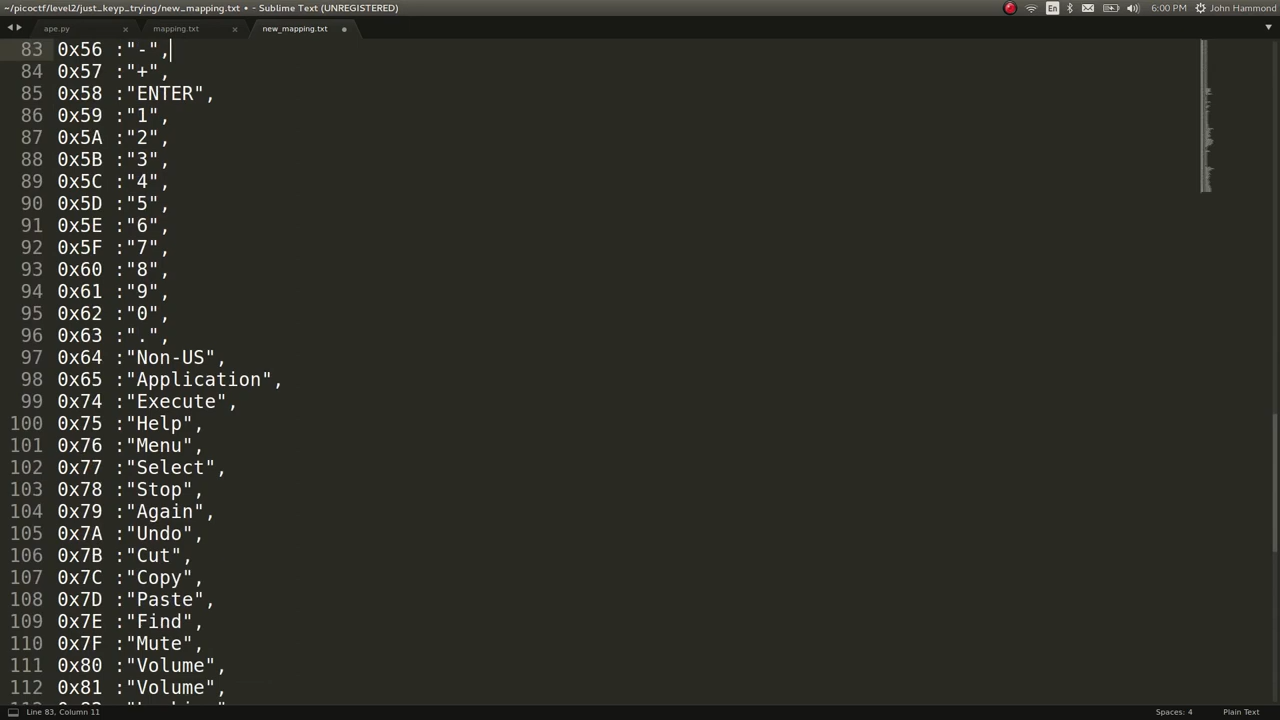 ~/picoctf/level2/just_keyp_trying/new_mapping.txt • - Sublime Text (UNREGISTERED)
En
6:00 PM
John Hammond
ape.py
mapping.txt
new_mapping.txt
83 0x56 :"-",
84 0x57 :"+",
85 0x58 :"ENTER",
86 0x59 :"1",
87 0x5A :"2",
88 0x5B :"3",
89 0x5C :"4",
90 0x5D :"5",
91 0x5E :"6",
92 0x5F :"7",
93 0x60 :"8",
94 0x61 :"9",
95 0x62 :"0",
96 0x63 :".",
97 0x64 :"Non-US",
98 0x65 :"Application",
99 0x74 :"Execute",
100 0x75 :"Help",
101 0x76 :"Menu",
102 0x77 :"Select",
103 0x78 :"Stop",
104 0x79 :"Again",
105 0x7A :"Undo",
106 0x7B :"Cut",
107 0x7C :"Copy",
108 0x7D :"Paste",
109 0x7E :"Find",
110 0x7F :"Mute",
111 0x80 :"Volume",
112 0x81 :"Volume",
Line 83, Column 11
Spaces: 4
Plain Text